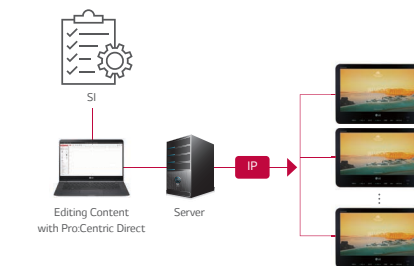 SI
IP
Editing Content
with Pro:Centric Direct
Server